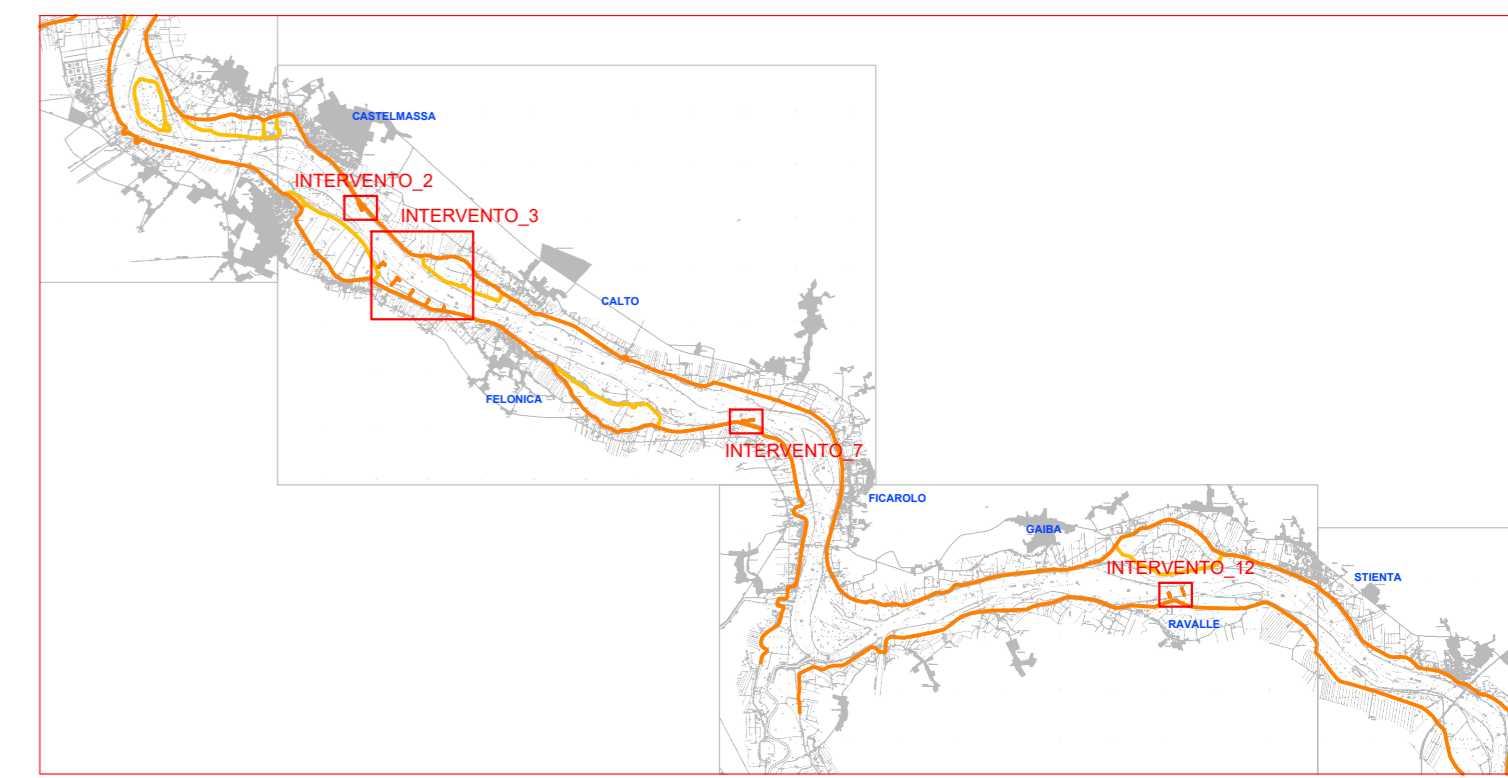 CASTELMASSA
INTERVENTO_2
INTERVENTO_3
CALTO
FELONICA
INTERVENTO_7
FICAROLO
GAIBA
INTERVENTO_12
STIENTA
RAVALLE